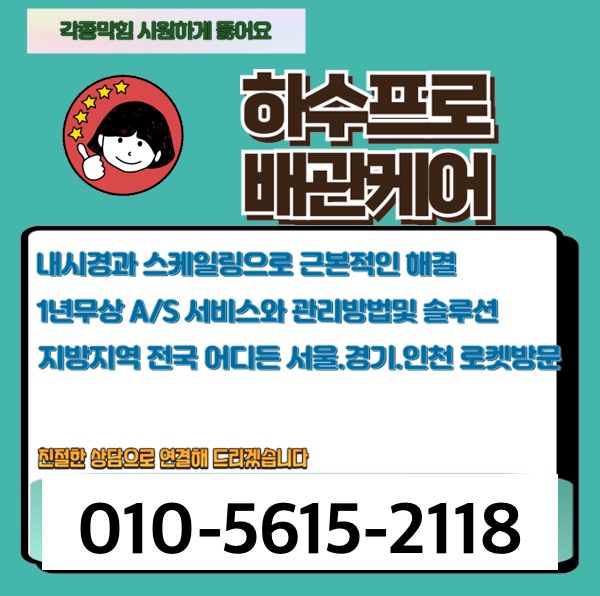 각종막힘 시원하게 뚫어요
하수프로
배관케어
내시경과 스케일링으로 근본적인 해결
1년무상 A/S 서비스와 관리방법및 솔루션
지방지역 전국 어디든 서울.경기.인천 로켓방문
친절한 상담으로 연결해 드리겠습니다
010-5615-2118